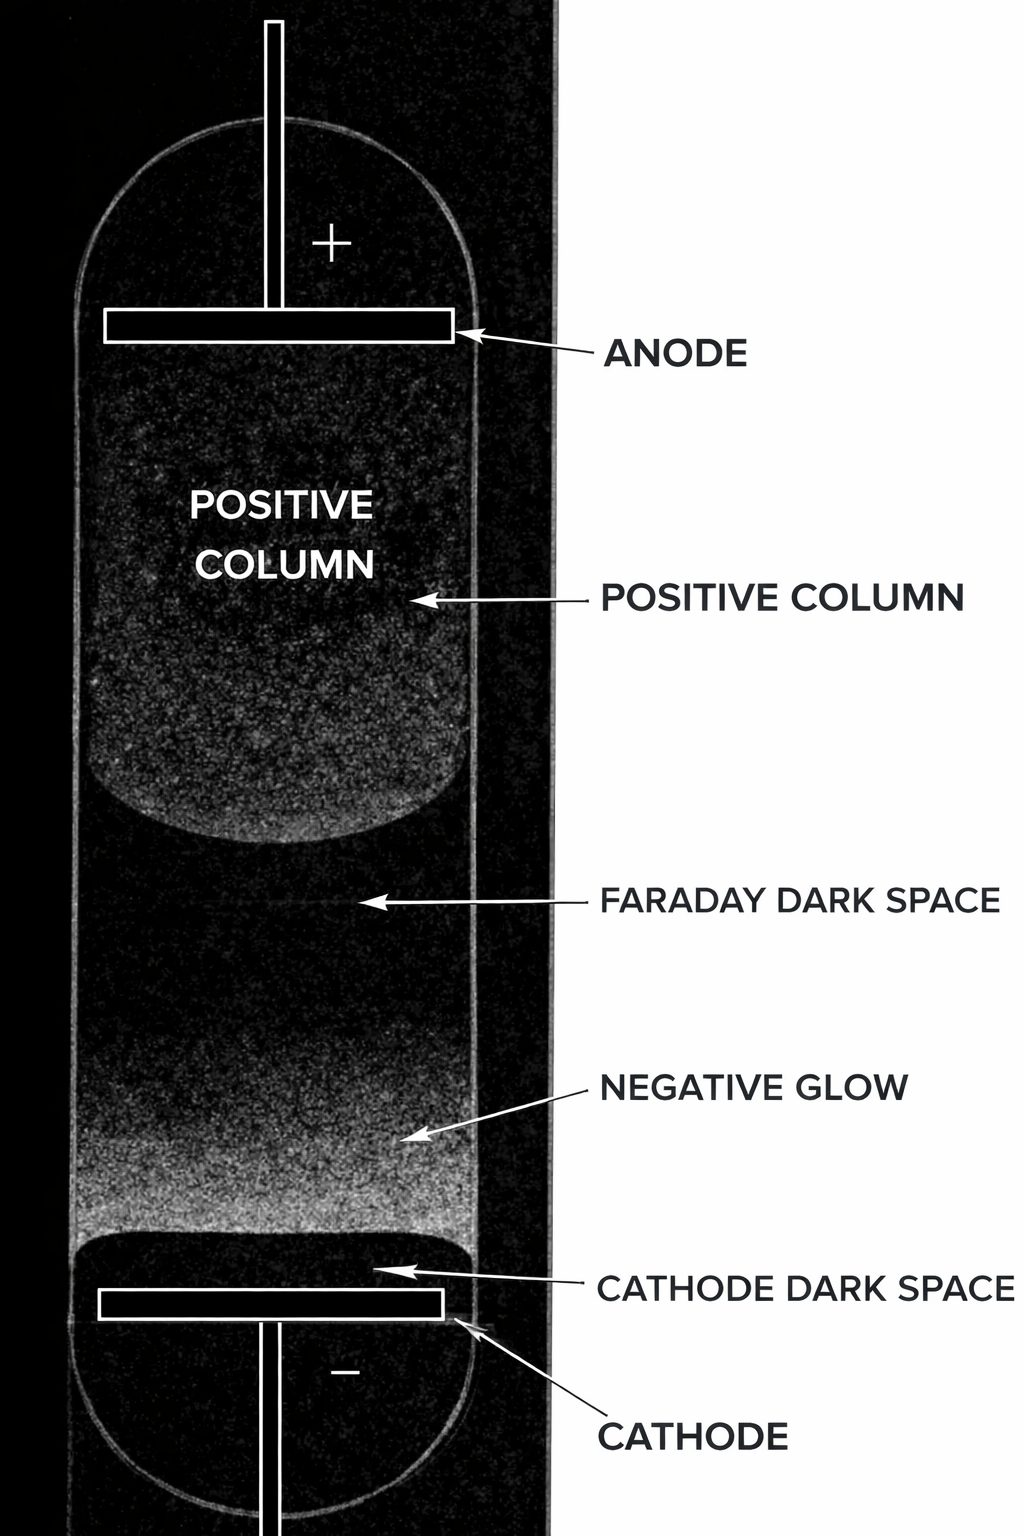 +
ANODE
POSITIVE
COLUMN
POSITIVE COLUMN
FARADAY DARK SPACE
NEGATIVE GLOW
CATHODE DARK SPACE
−
CATHODE